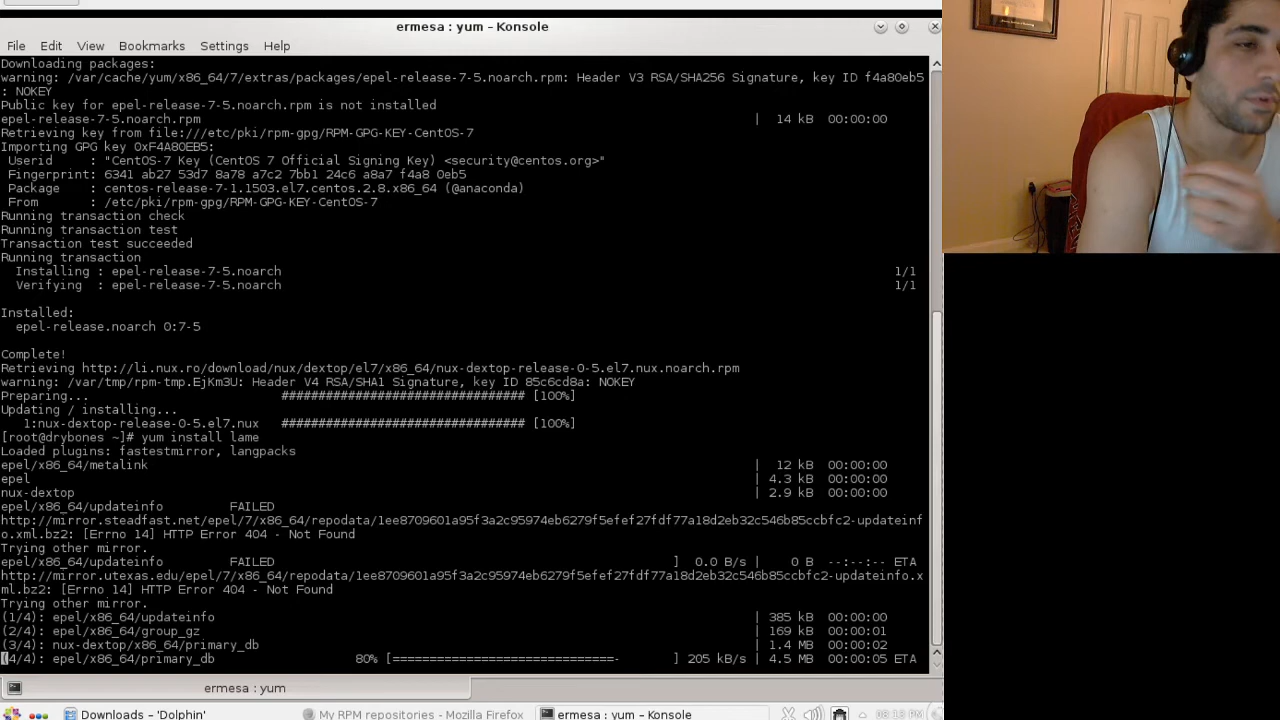 ermesa : yum – Konsole
File Edit View Bookmarks Settings Help
Downloading packages:
warning: /var/cache/yum/x86_64/7/extras/packages/epel-release-7-5.noarch.rpm: Header V3 RSA/SHA256 Signature, key ID f4a80eb5
: NOKEY
Public key for epel-release-7-5.noarch.rpm is not installed
epel-release-7-5.noarch.rpm | 14 kB 00:00:00
Retrieving key from file:///etc/pki/rpm-gpg/RPM-GPG-KEY-CentOS-7
Importing GPG key 0xF4A80EB5:
Userid : "CentOS-7 Key (CentOS 7 Official Signing Key) <security@centos.org>"
Fingerprint: 6341 ab27 53d7 8a78 a7c2 7bb1 24c6 a8a7 f4a8 0eb5
Package : centos-release-7-1.1503.el7.centos.2.8.x86_64 (@anaconda)
From : /etc/pki/rpm-gpg/RPM-GPG-KEY-CentOS-7
Running transaction check
Running transaction test
Transaction test succeeded
Running transaction
Installing : epel-release-7-5.noarch 1/1
Verifying : epel-release-7-5.noarch 1/1
Installed:
epel-release.noarch 0:7-5
Complete!
Retrieving http://li.nux.ro/download/nux/dextop/el7/x86_64/nux-dextop-release-0-5.el7.nux.noarch.rpm
warning: /var/tmp/rpm-tmp.EjKm3U: Header V4 RSA/SHA1 Signature, key ID 85c6cd8a: NOKEY
Preparing... ################################# [100%]
Updating / installing...
1:nux-dextop-release-0-5.el7.nux ################################# [100%]
[root@drybones ~]# yum install lame
Loaded plugins: fastestmirror, langpacks
epel/x86_64/metalink | 12 kB 00:00:00
epel | 4.3 kB 00:00:00
nux-dextop | 2.9 kB 00:00:00
epel/x86_64/updateinfo FAILED
http://mirror.steadfast.net/epel/7/x86_64/repodata/1ee8709601a95f3a2c95974eb6279f5efef27fdf77a18d2eb32c546b85ccbfc2-updateinf
o.xml.bz2: [Errno 14] HTTP Error 404 - Not Found
Trying other mirror.
epel/x86_64/updateinfo FAILED ] 0.0 B/s | 0 B --:--:-- ETA
http://mirror.utexas.edu/epel/7/x86_64/repodata/1ee8709601a95f3a2c95974eb6279f5efef27fdf77a18d2eb32c546b85ccbfc2-updateinfo.x
ml.bz2: [Errno 14] HTTP Error 404 - Not Found
Trying other mirror.
(1/4): epel/x86_64/updateinfo | 385 kB 00:00:00
(2/4): epel/x86_64/group_gz | 169 kB 00:00:01
(3/4): nux-dextop/x86_64/primary_db | 1.4 MB 00:00:02
(4/4): epel/x86_64/primary_db 80% [==============================- ] 205 kB/s | 4.5 MB 00:00:05 ETA
ermesa : yum
Downloads – 'Dolphin' My RPM repositories - Mozilla Firefox ermesa : yum – Konsole